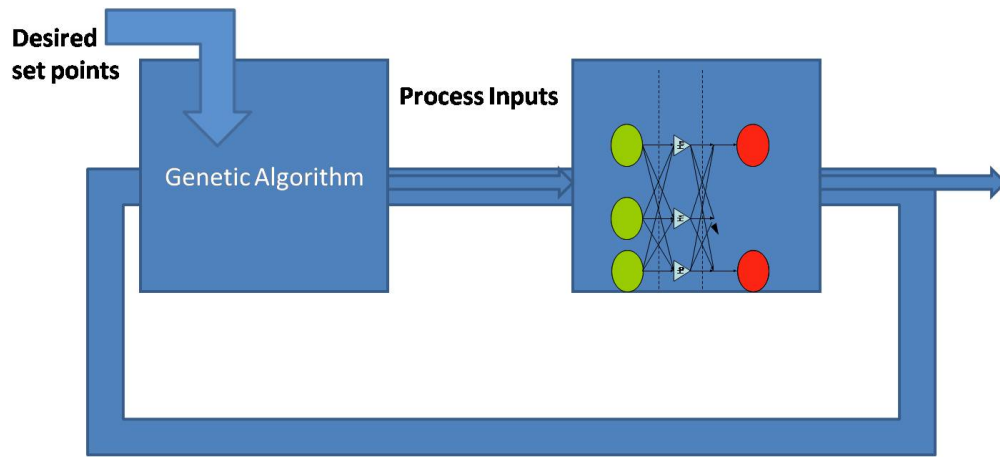 Desired
set points
Process Inputs
Genetic Algorithm